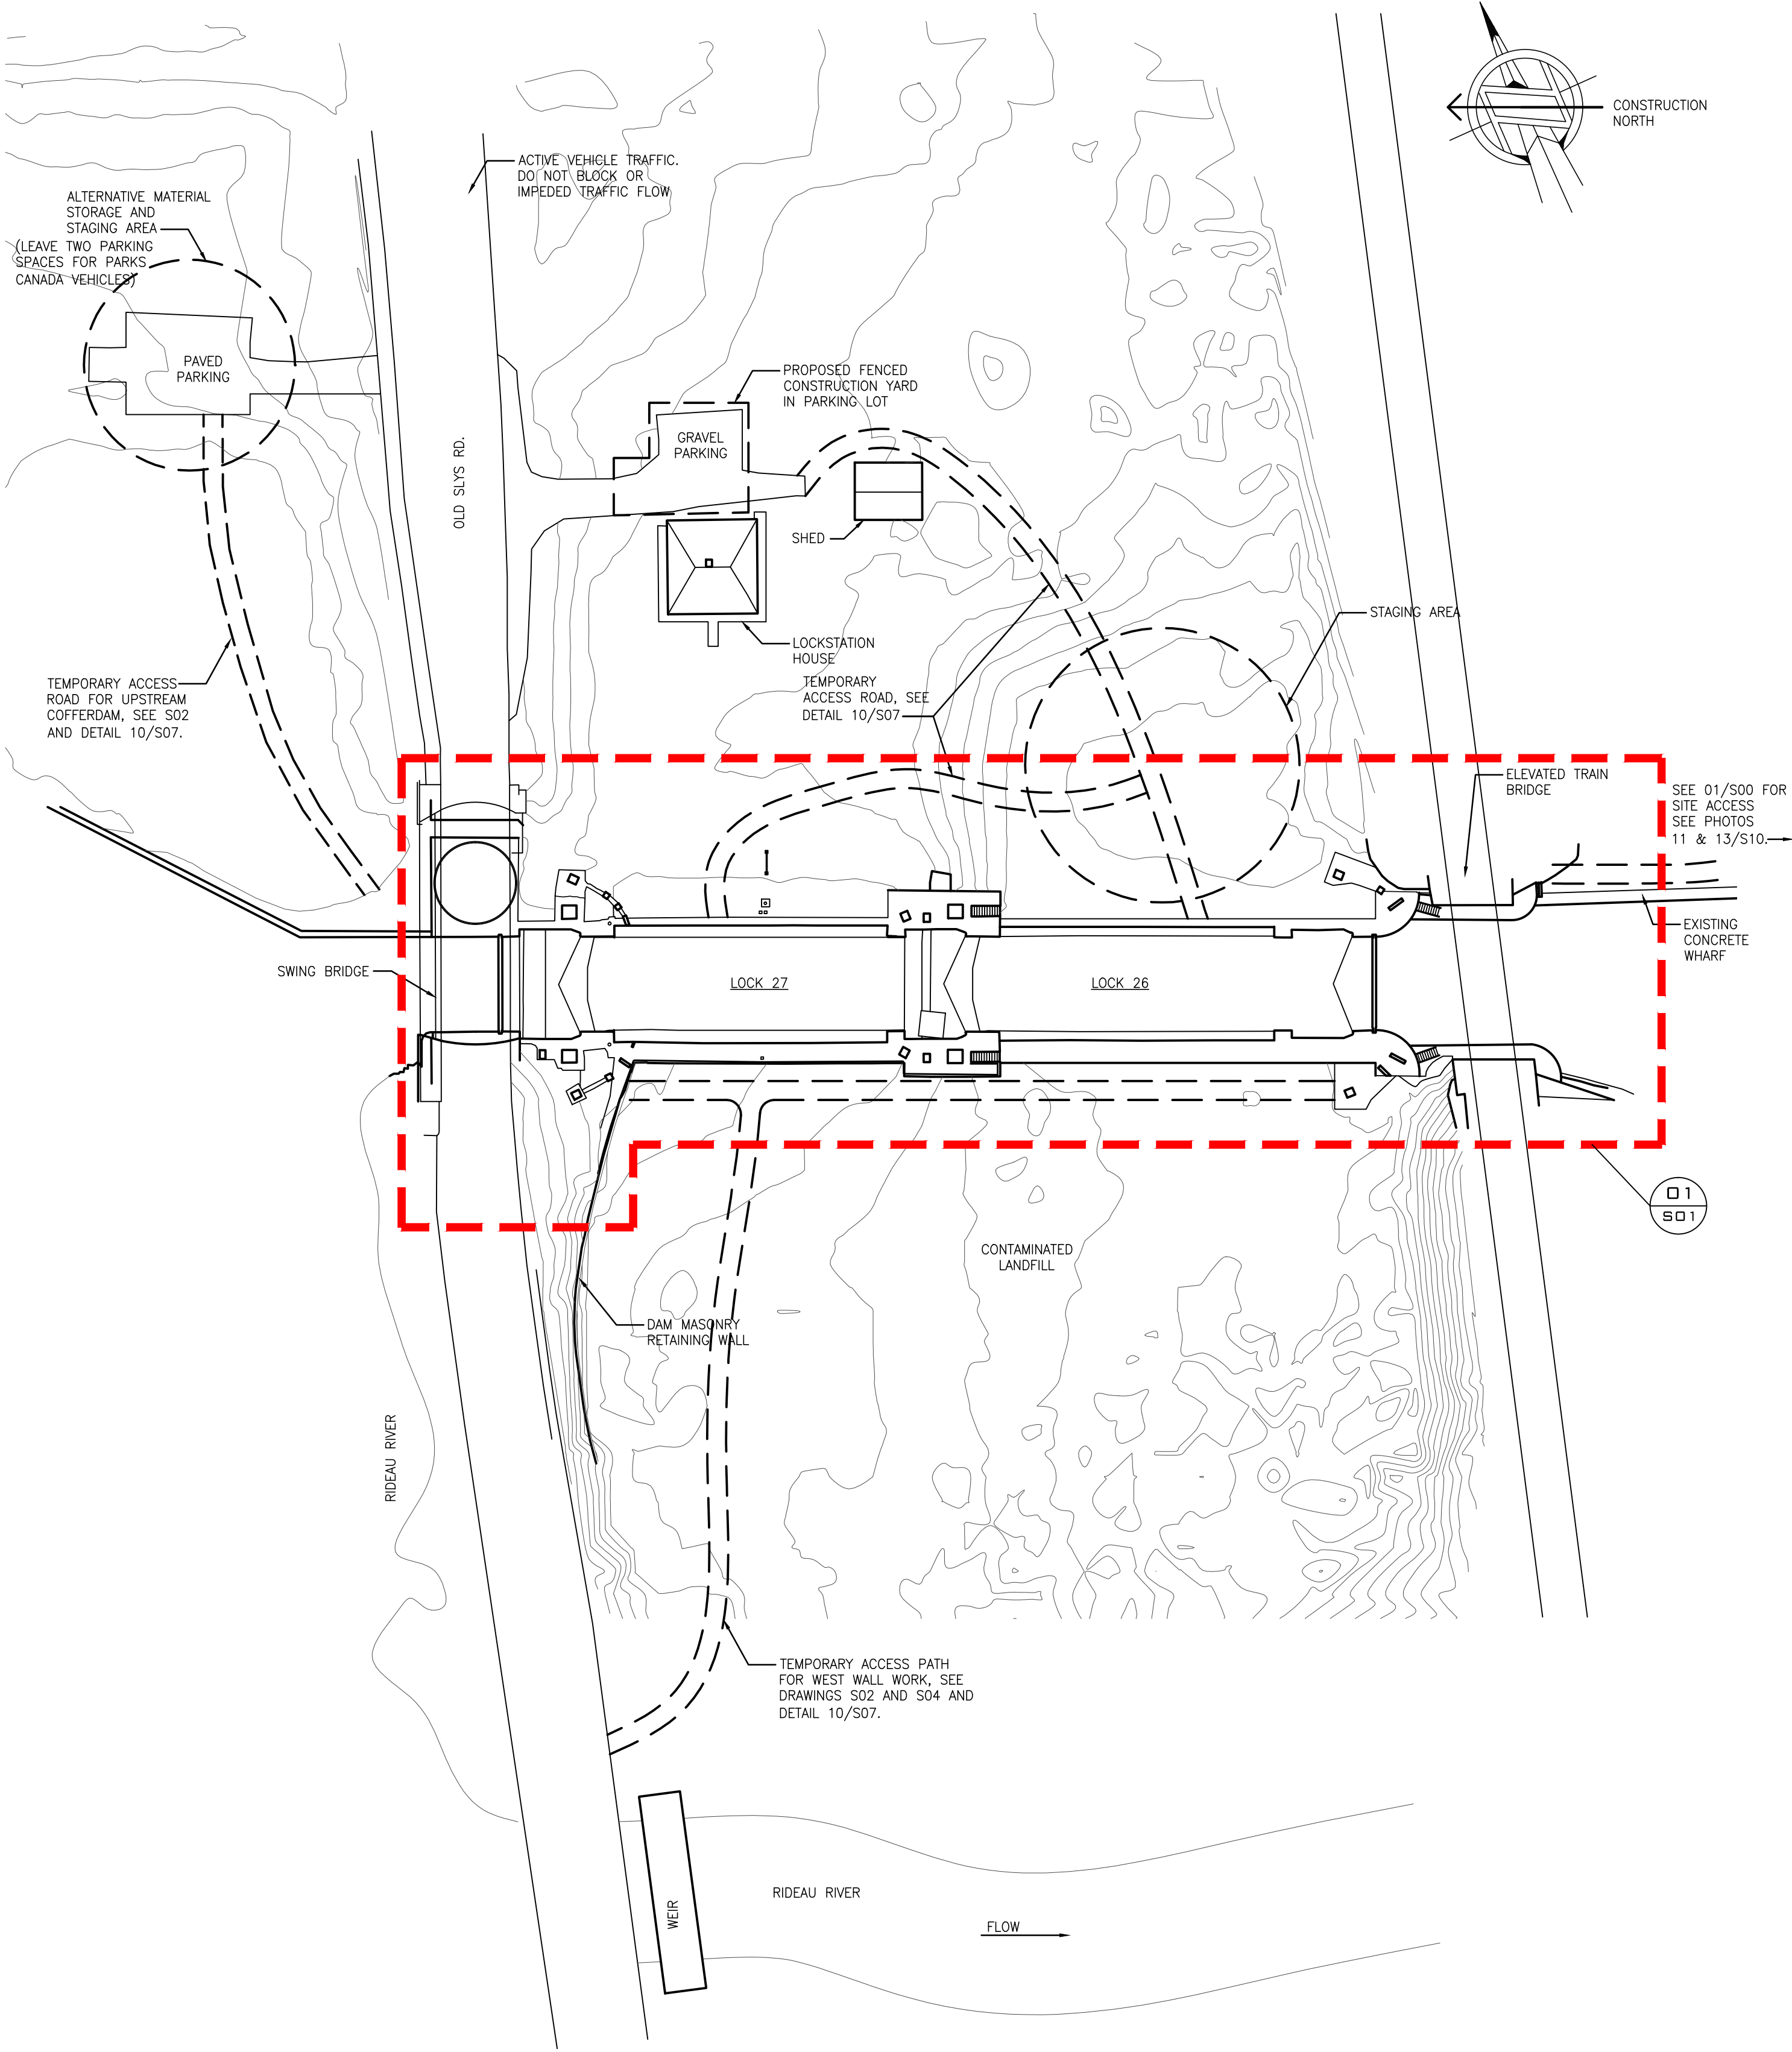 CONSTRUCTION
NORTH
ACTIVE VEHICLE TRAFFIC.
DO NOT BLOCK OR
IMPEDED TRAFFIC FLOW
ALTERNATIVE MATERIAL
STORAGE AND
STAGING AREA
(LEAVE TWO PARKING
SPACES FOR PARKS
CANADA VEHICLES)
PAVED
PARKING
PROPOSED FENCED
CONSTRUCTION YARD
IN PARKING LOT
GRAVEL
PARKING
OLD SLYS RD.
SHED
STAGING AREA
LOCKSTATION
HOUSE
TEMPORARY
ACCESS ROAD, SEE
DETAIL 10/S07
TEMPORARY ACCESS
ROAD FOR UPSTREAM
COFFERDAM, SEE S02
AND DETAIL 10/S07.
ELEVATED TRAIN
BRIDGE
SEE 01/S00 FOR
SITE ACCESS
SEE PHOTOS
11 & 13/S10.
EXISTING
CONCRETE
WHARF
SWING BRIDGE
LOCK 27
LOCK 26
01
S01
CONTAMINATED
LANDFILL
DAM MASONRY
RETAINING WALL
RIDEAU RIVER
TEMPORARY ACCESS PATH
FOR WEST WALL WORK, SEE
DRAWINGS S02 AND S04 AND
DETAIL 10/S07.
WEIR
RIDEAU RIVER
FLOW